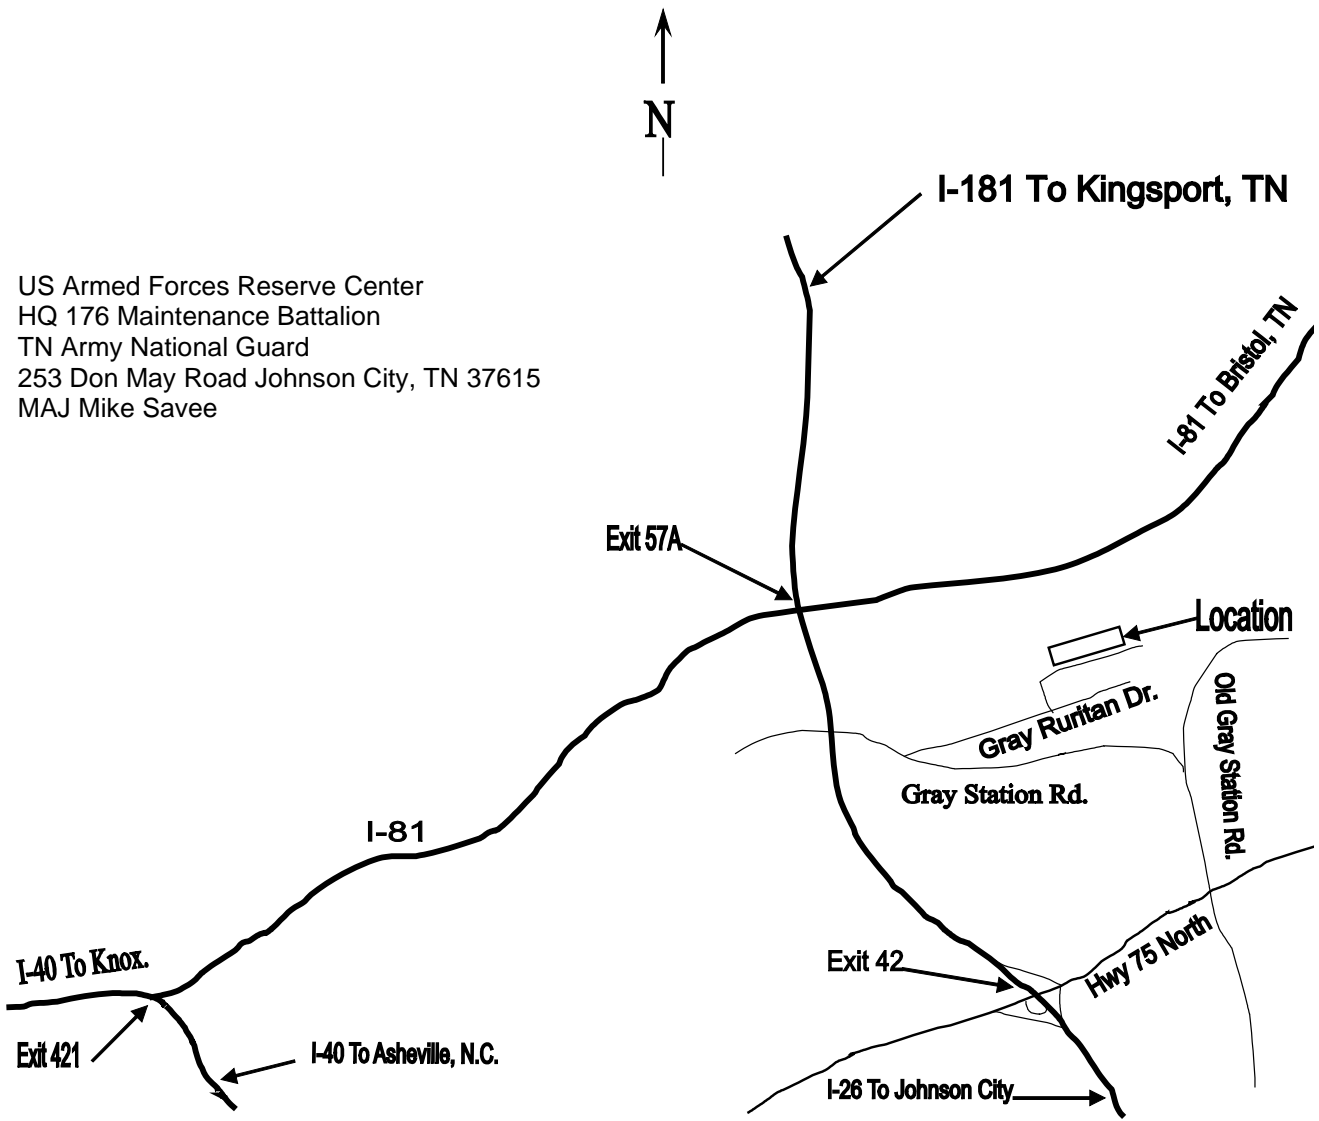 N
I-181 To Kingsport, TN
US Armed Forces Reserve Center
HQ 176 Maintenance Battalion
TN Army National Guard
253 Don May Road Johnson City, TN 37615
MAJ Mike Savee
I-81 To Bristol, TN
Exit 57A
Location
Gray Ruritan Dr.
Old Gray Station Rd.
Gray Station Rd.
I-81
I-40 To Knox.
Exit 42
Hwy 75 North
Exit 421
I-40 To Asheville, N.C.
I-26 To Johnson City